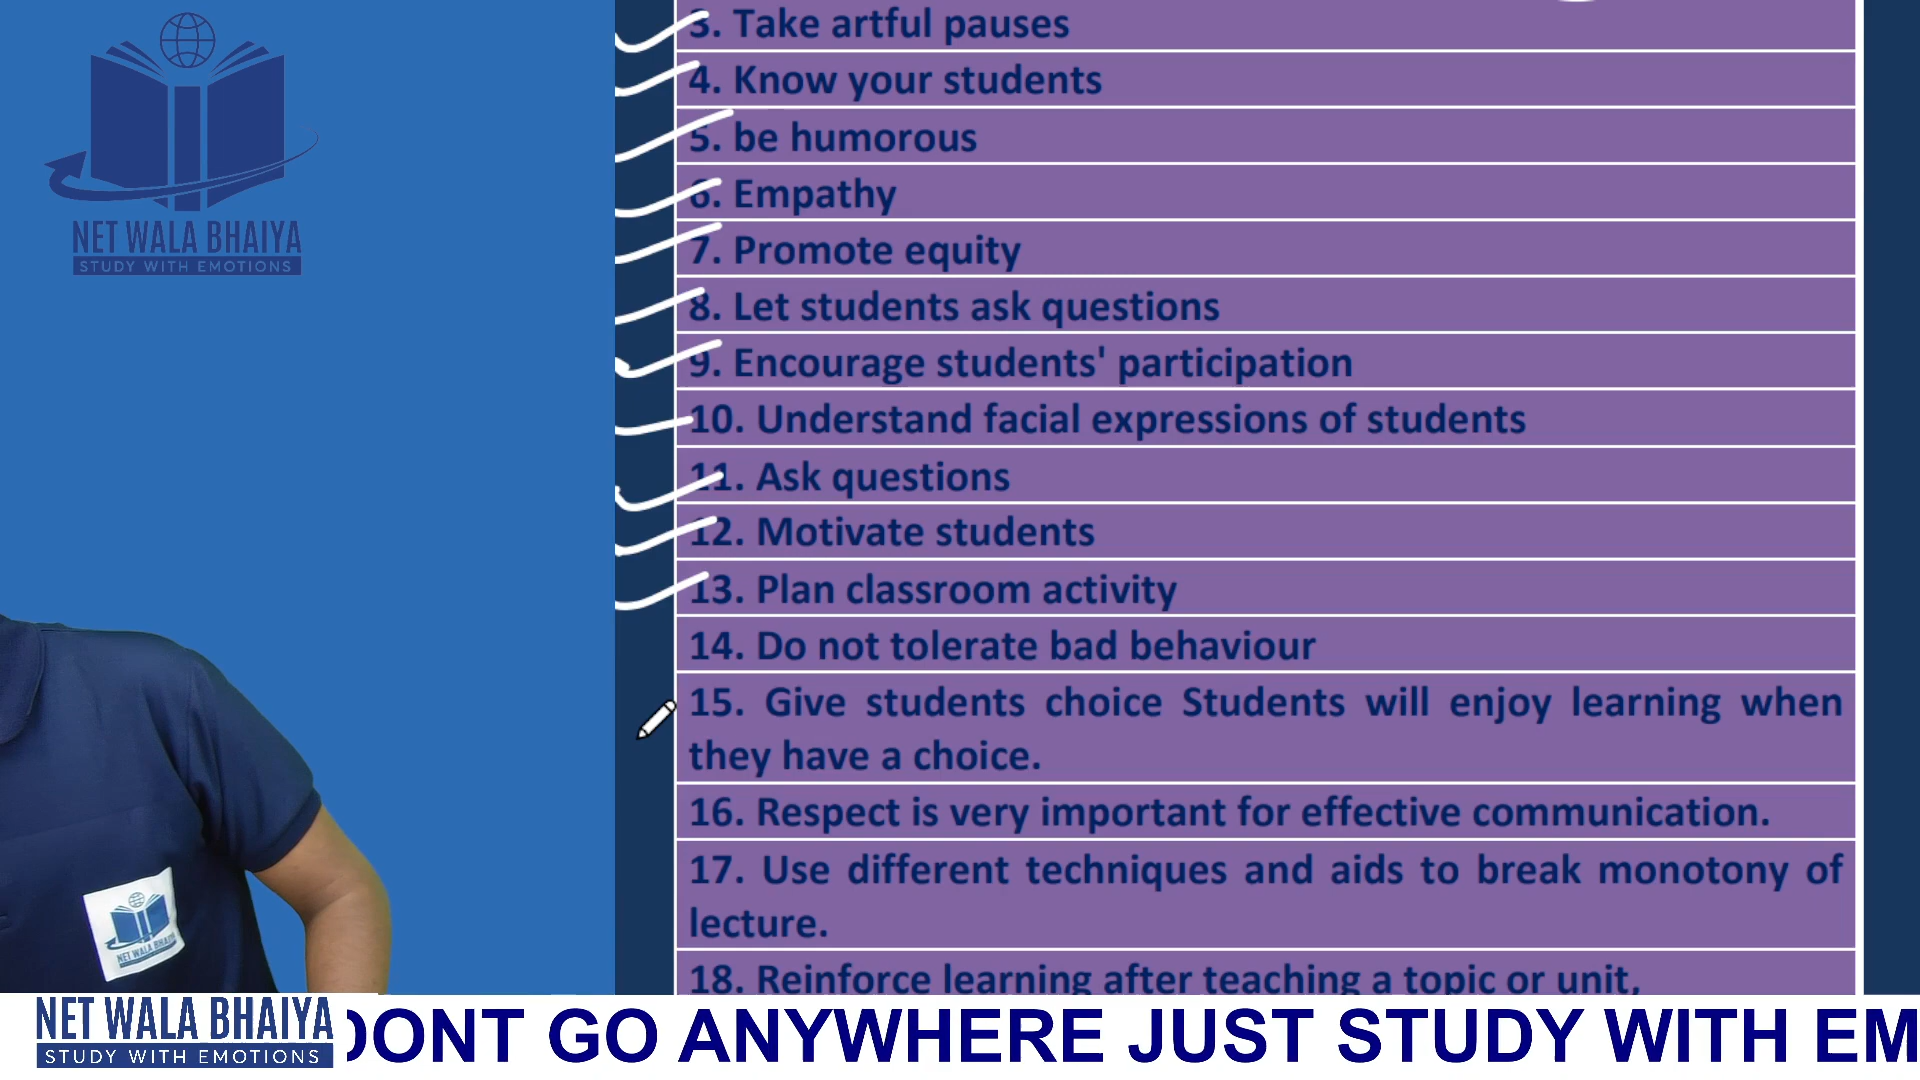 NET WALA BHAIYA
STUDY WITH EMOTIONS
3. Take artful pauses
4. Know your students
5. be humorous
6. Empathy
7. Promote equity
8. Let students ask questions
9. Encourage students' participation
10. Understand facial expressions of students
11. Ask questions
12. Motivate students
13. Plan classroom activity
14. Do not tolerate bad behaviour
15. Give students choice Students will enjoy learning when
they have a choice.
16. Respect is very important for effective communication.
17. Use different techniques and aids to break monotony of
lecture.
18. Reinforce learning after teaching a topic or unit,
NET WALA BHAIYA
NET WALA BHAIYA
STUDY WITH EMOTIONS
DONT GO ANYWHERE JUST STUDY WITH EM